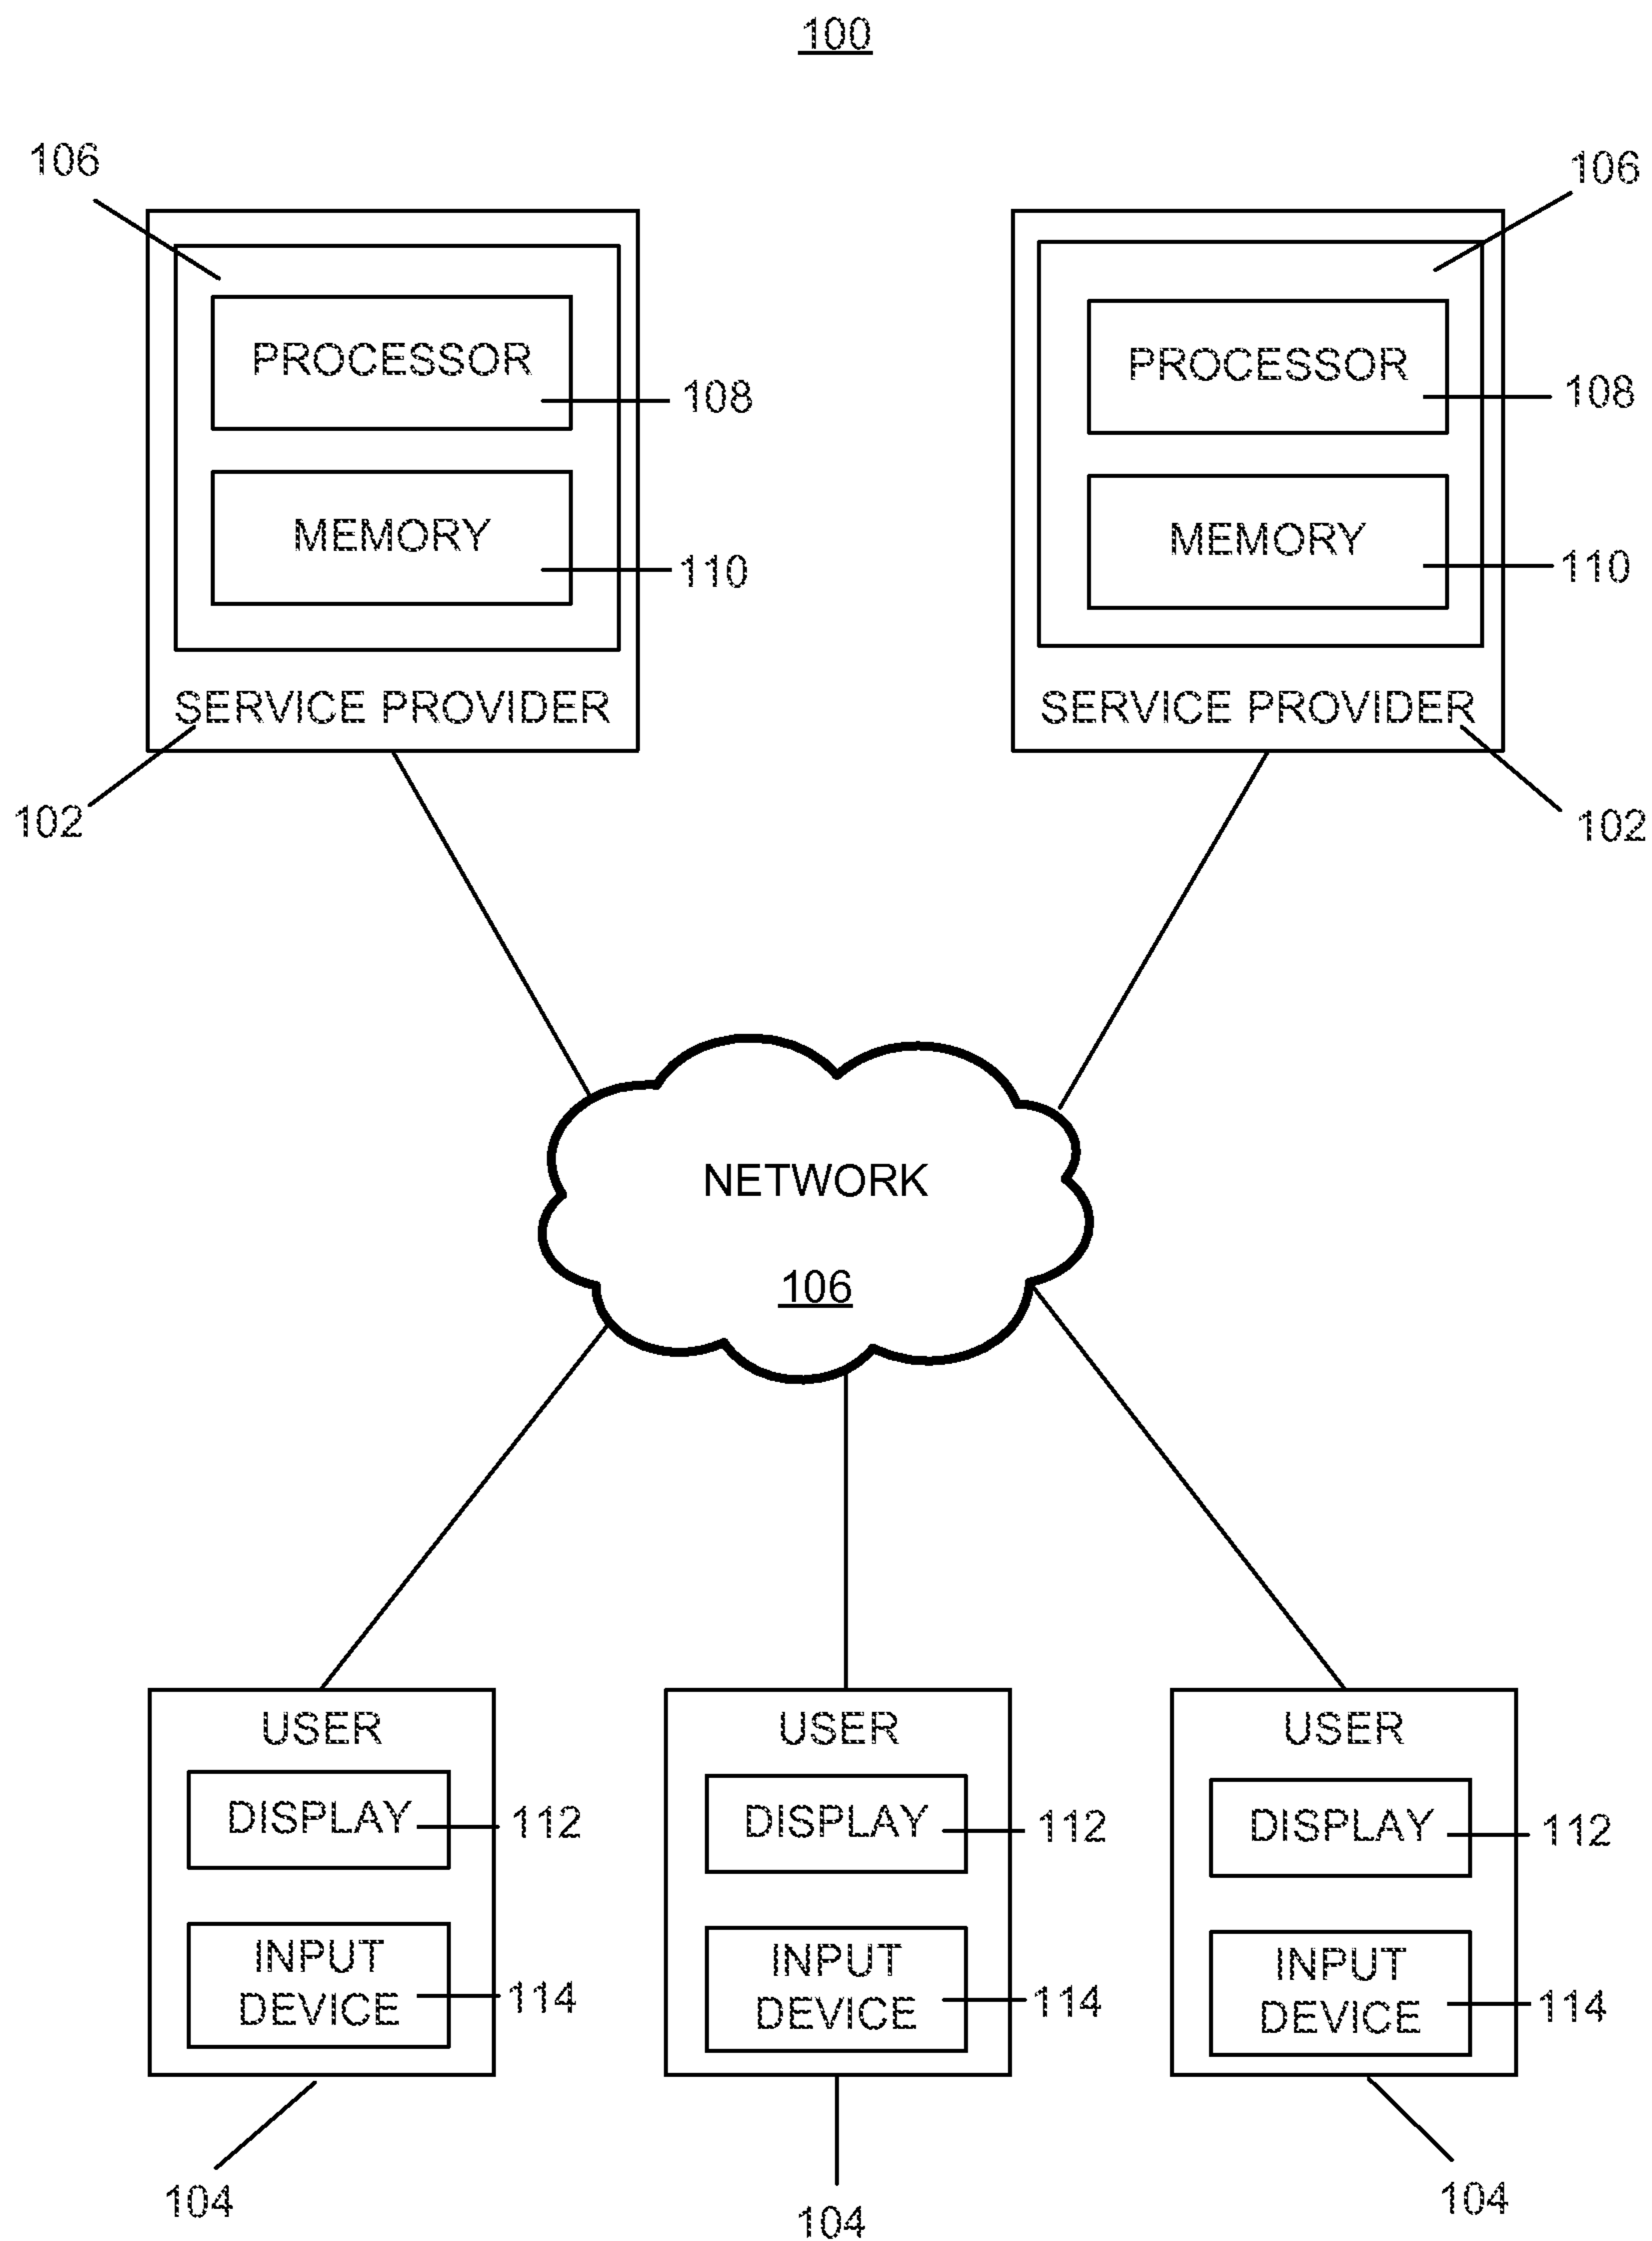 100
106
106
PROCESSOR
108
PROCESSOR
108
MEMORY
110
MEMORY
110
SERVICE PROVIDER
SERVICE PROVIDER
102
102
NETWORK
106
USER
USER
USER
DISPLAY
112
DISPLAY
112
DISPLAY
112
INPUT
DEVICE
114
INPUT
DEVICE
114
INPUT
DEVICE
114
104
104
104